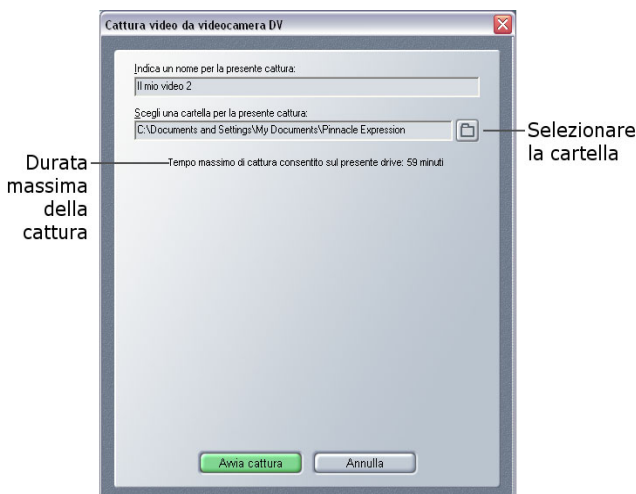 Cattura video da videocamera DV
Indica un nome per la presente cattura:
Il mio video 2
Scegli una cartella per la presente cattura:
C:\Documents and Settings\My Documents\Pinnacle Expression
Selezionare
la cartella
Durata
massima
della
cattura
Tempo massimo di cattura consentito sul presente drive: 59 minuti
Avvia cattura
Annulla